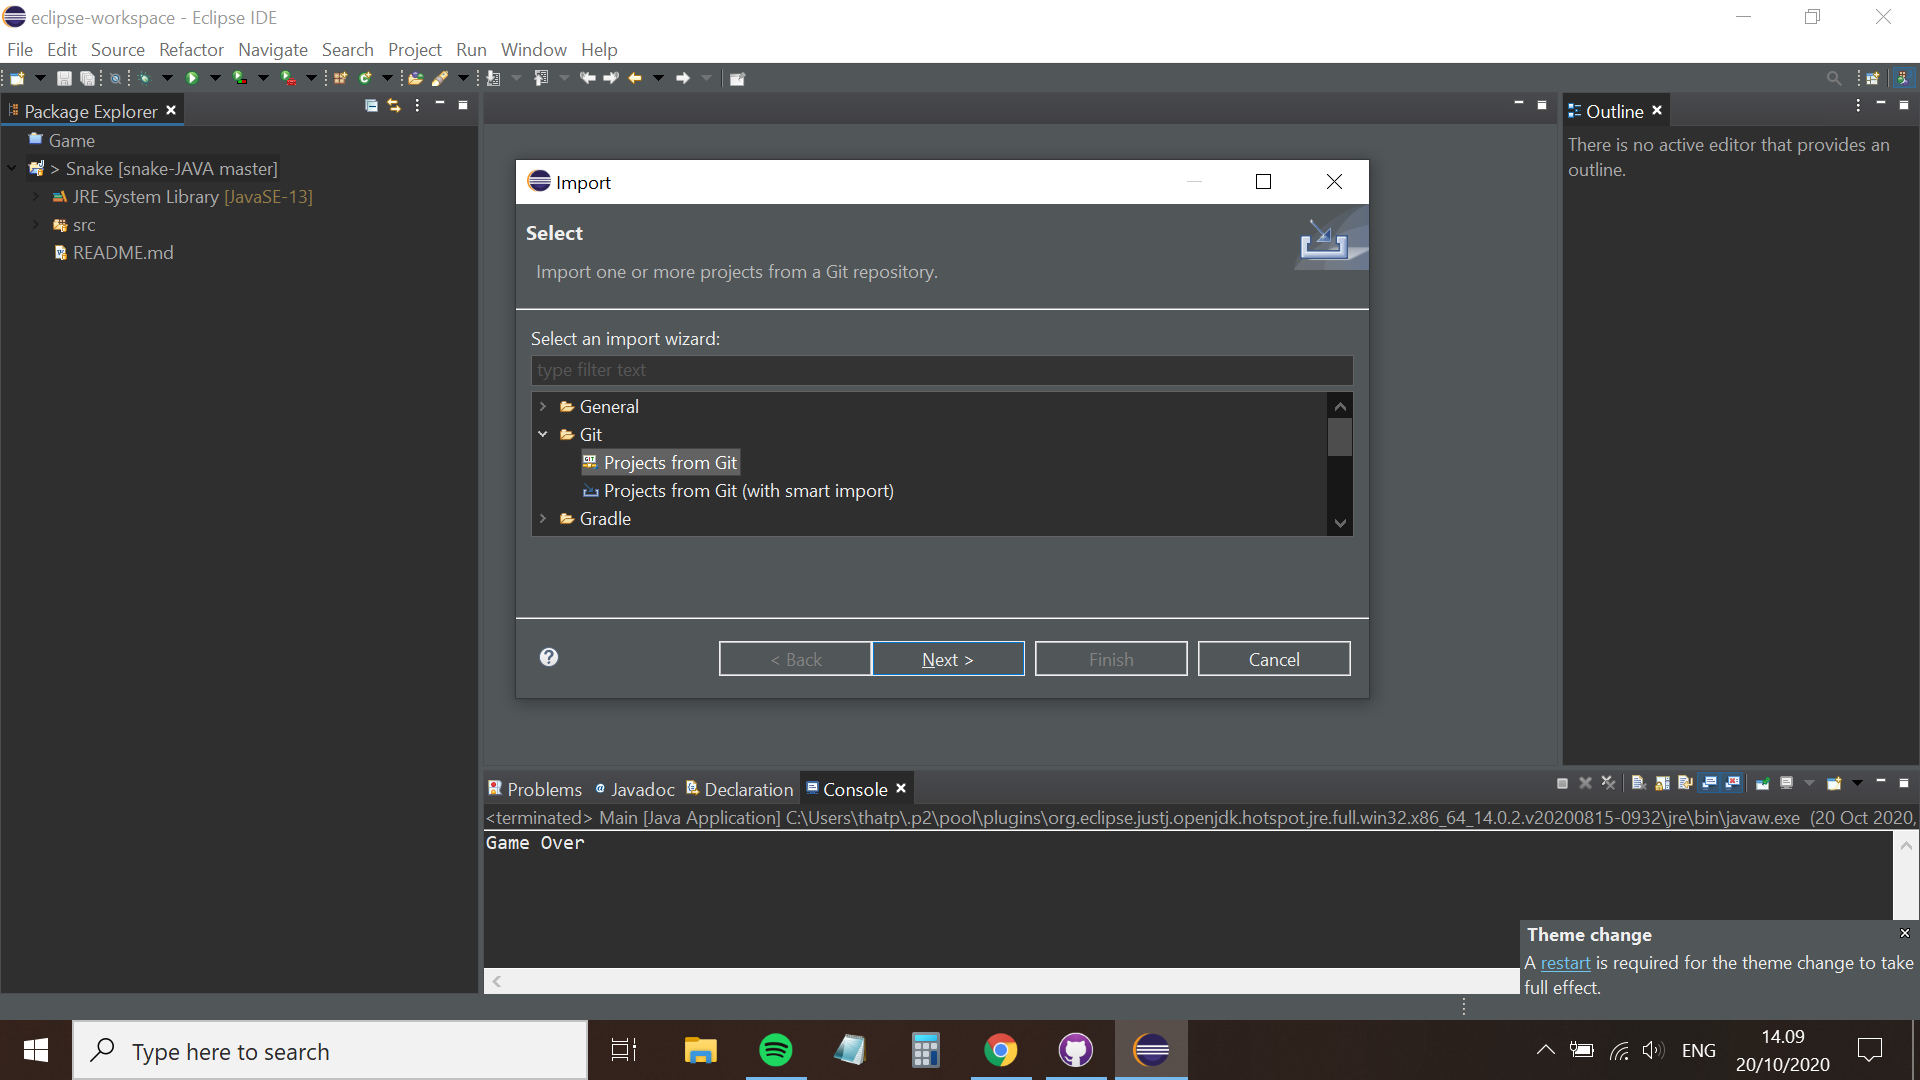 eclipse-workspace - Eclipse IDE
File Edit Source Refactor Navigate Search Project Run Window Help
Package Explorer
Game
> Snake [snake-JAVA master]
JRE System Library [JavaSE-13]
src
README.md
Import
Select
Import one or more projects from a Git repository.
Select an import wizard:
type filter text
General
Git
Projects from Git
Projects from Git (with smart import)
Gradle
< Back Next > Finish Cancel
Outline
There is no active editor that provides an
outline.
Problems Javadoc Declaration Console
<terminated> Main [Java Application] C:\Users\thatp\.p2\pool\plugins\org.eclipse.justj.openjdk.hotspot.jre.full.win32.x86_64_14.0.2.v20200815-0932\jre\bin\javaw.exe (20 Oct 2020,
Game Over
Theme change
A restart is required for the theme change to take
full effect.
Type here to search
ENG
14.09
20/10/2020